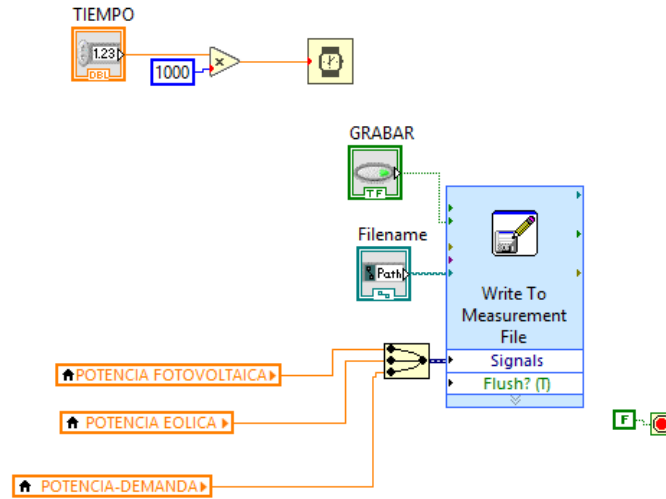 TIEMPO
1.23
DBL
1000
×
GRABAR
TF
Filename
Path
Write To
Measurement
File
Signals
Flush? (T)
POTENCIA FOTOVOLTAICA
POTENCIA EOLICA
POTENCIA-DEMANDA
F